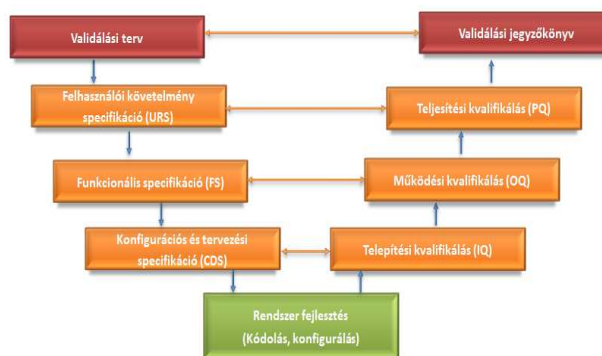 Validálási terv
Validálási jegyzőkönyv
Felhasználói követelmény
specifikáció (URS)
Teljesítési kvalifikálás (PQ)
Funkcionális specifikáció (FS)
Működési kvalifikálás (OQ)
Konfigurációs és tervezési
specifikáció (CDS)
Telepítési kvalifikálás (IQ)
Rendszer fejlesztés
(Kódolás, konfigurálás)